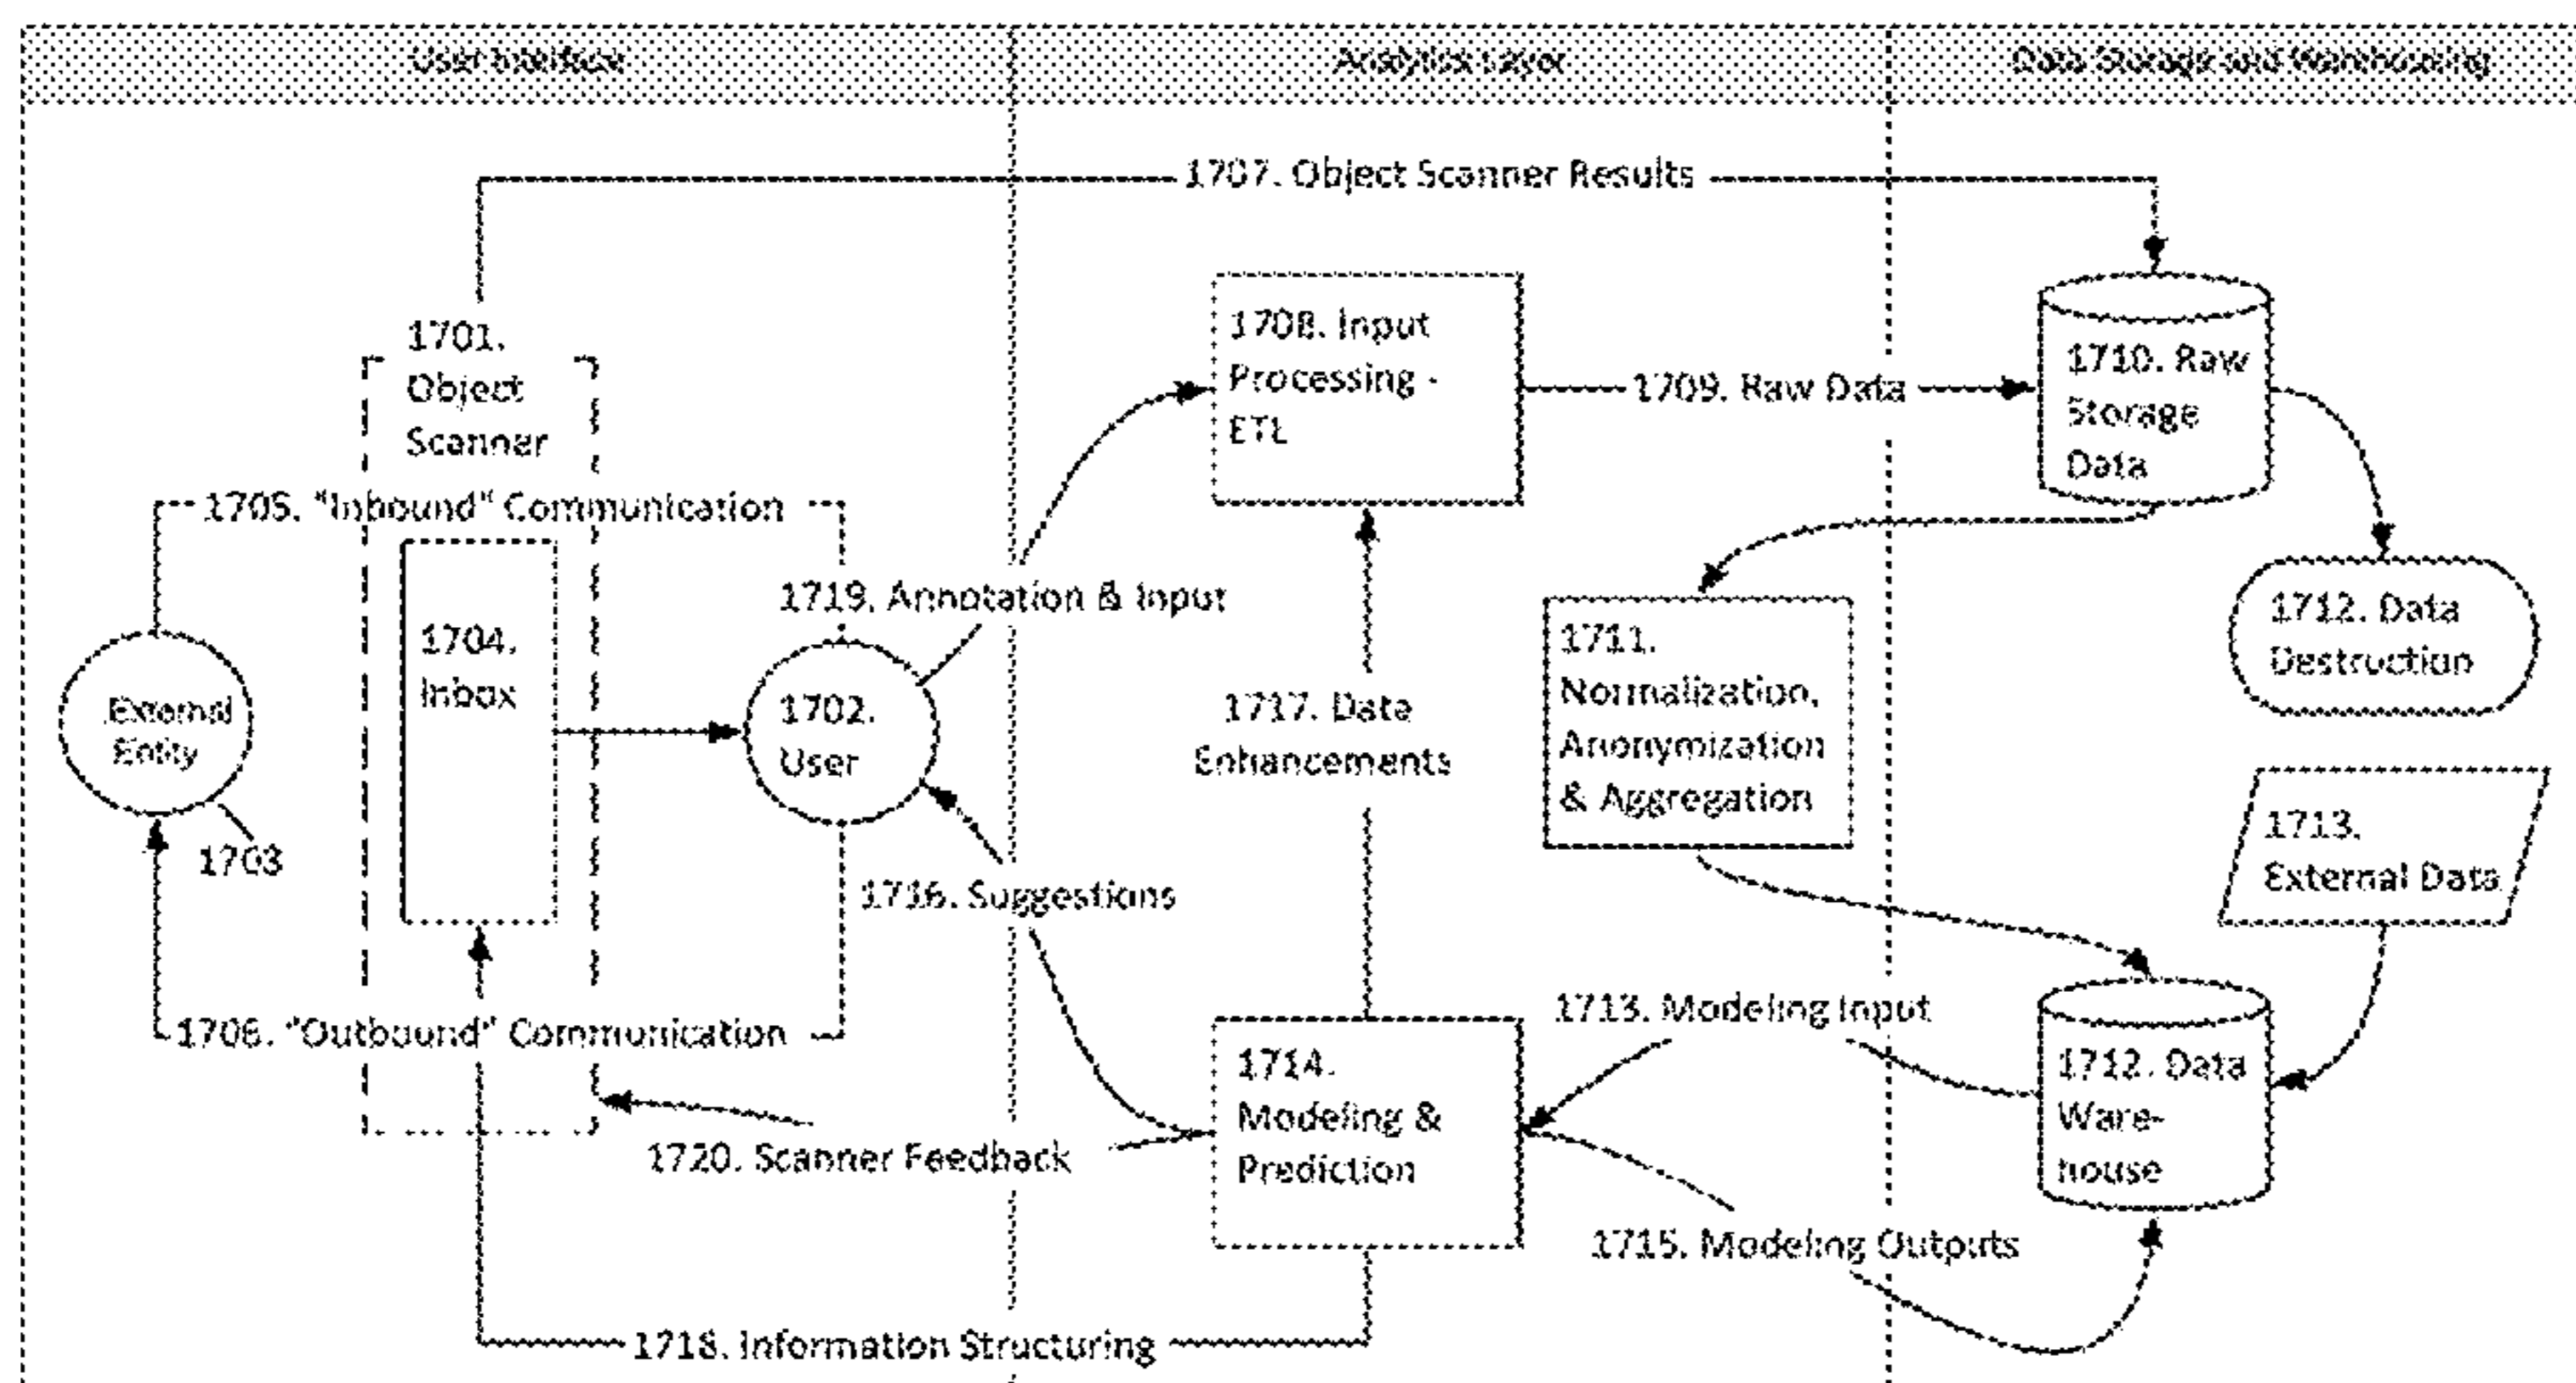 User Interface
Analytics Layer
Data Storage and Warehousing
1707. Object Scanner Results
1701.
Object
Scanner
1708. Input
Processing -
ETL
1709. Raw Data
1710. Raw
Storage
Data
1705. "Inbound" Communication
1719. Annotation & Input
1704.
Inbox
1702.
User
External
Entity
1703
1717. Data
Enhancements
1711.
Normalization,
Anonymization
& Aggregation
1712. Data
Destruction
1713.
External Data
1716. Suggestions
1706. "Outbound" Communication
1713. Modeling Input
1714.
Modeling &
Prediction
1712. Data
Ware-
house
1720. Scanner Feedback
1715. Modeling Outputs
1718. Information Structuring